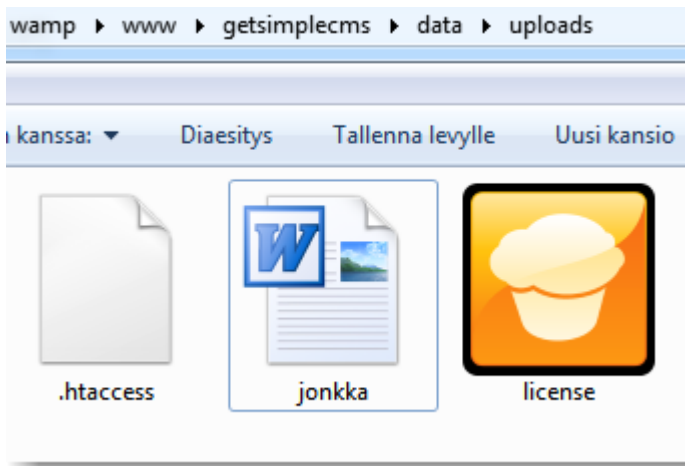 wamp ▸ www ▸ getsimplecms ▸ data ▸ uploads
kanssa: ▾ Diaesitys Tallenna levylle Uusi kansio
W
.htaccess jonkka license